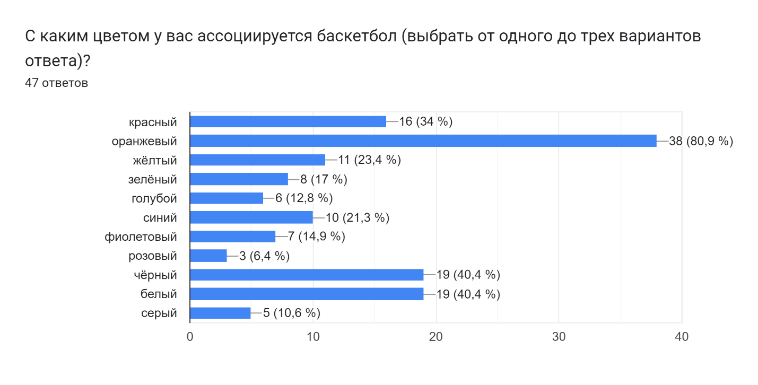 С каким цветом у вас ассоциируется баскетбол (выбрать от одного до трех вариантов
ответа)?
47 ответов
красный 16 (34 %)
оранжевый 38 (80,9 %)
жёлтый 11 (23,4 %)
зелёный 8 (17 %)
голубой 6 (12,8 %)
синий 10 (21,3 %)
фиолетовый 7 (14,9 %)
розовый 3 (6,4 %)
чёрный 19 (40,4 %)
белый 19 (40,4 %)
серый 5 (10,6 %)
0 10 20 30 40